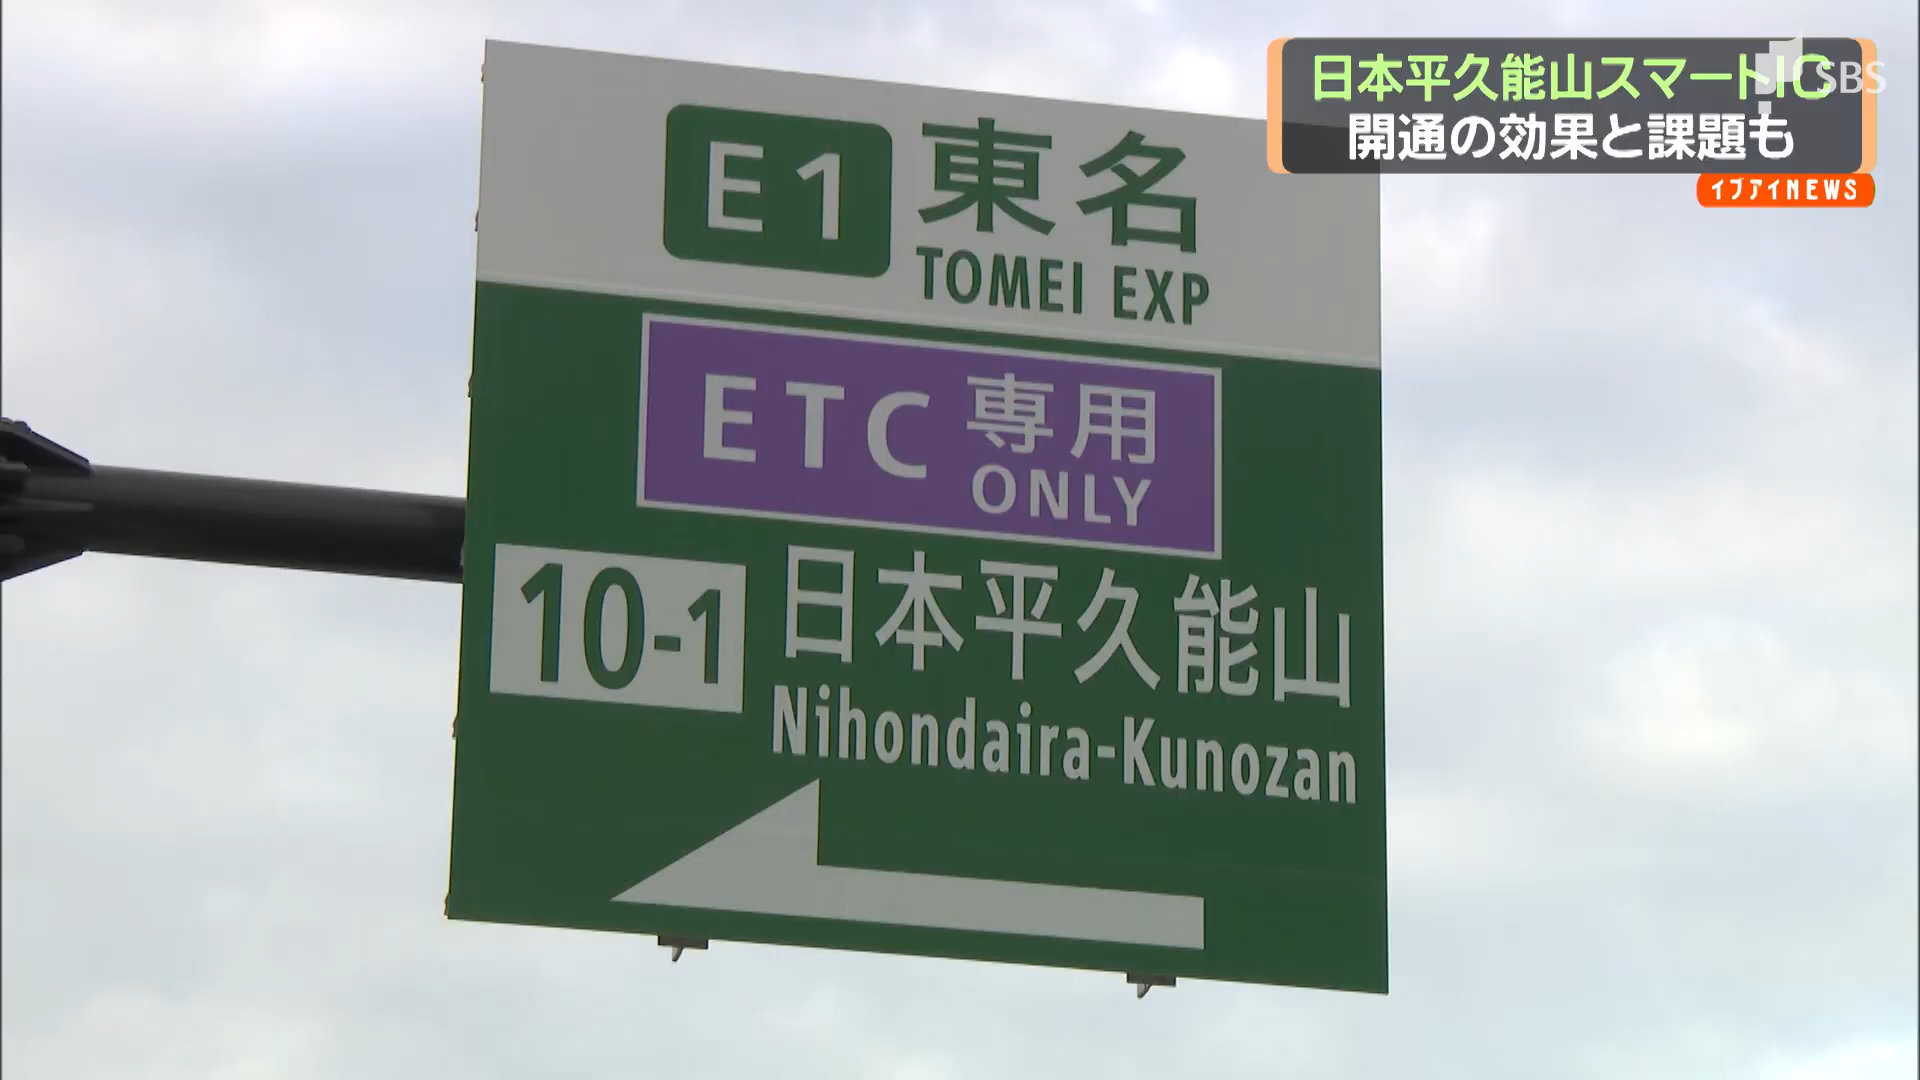 日本平久能山スマートIC
SBS
開通の効果と課題も
イブアイNEWS
E1 東名
TOMEI EXP
ETC 専用
ONLY
10-1 日本平久能山
Nihondaira-Kunozan